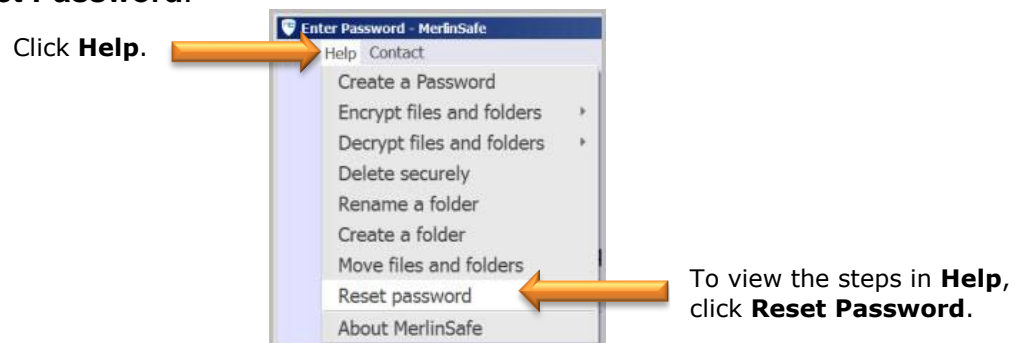 Enter Password - MerlinSafe
Click Help.
Help Contact
Create a Password
Encrypt files and folders
Decrypt files and folders
Delete securely
Rename a folder
Create a folder
Move files and folders
Reset password
To view the steps in Help,
click Reset Password.
About MerlinSafe